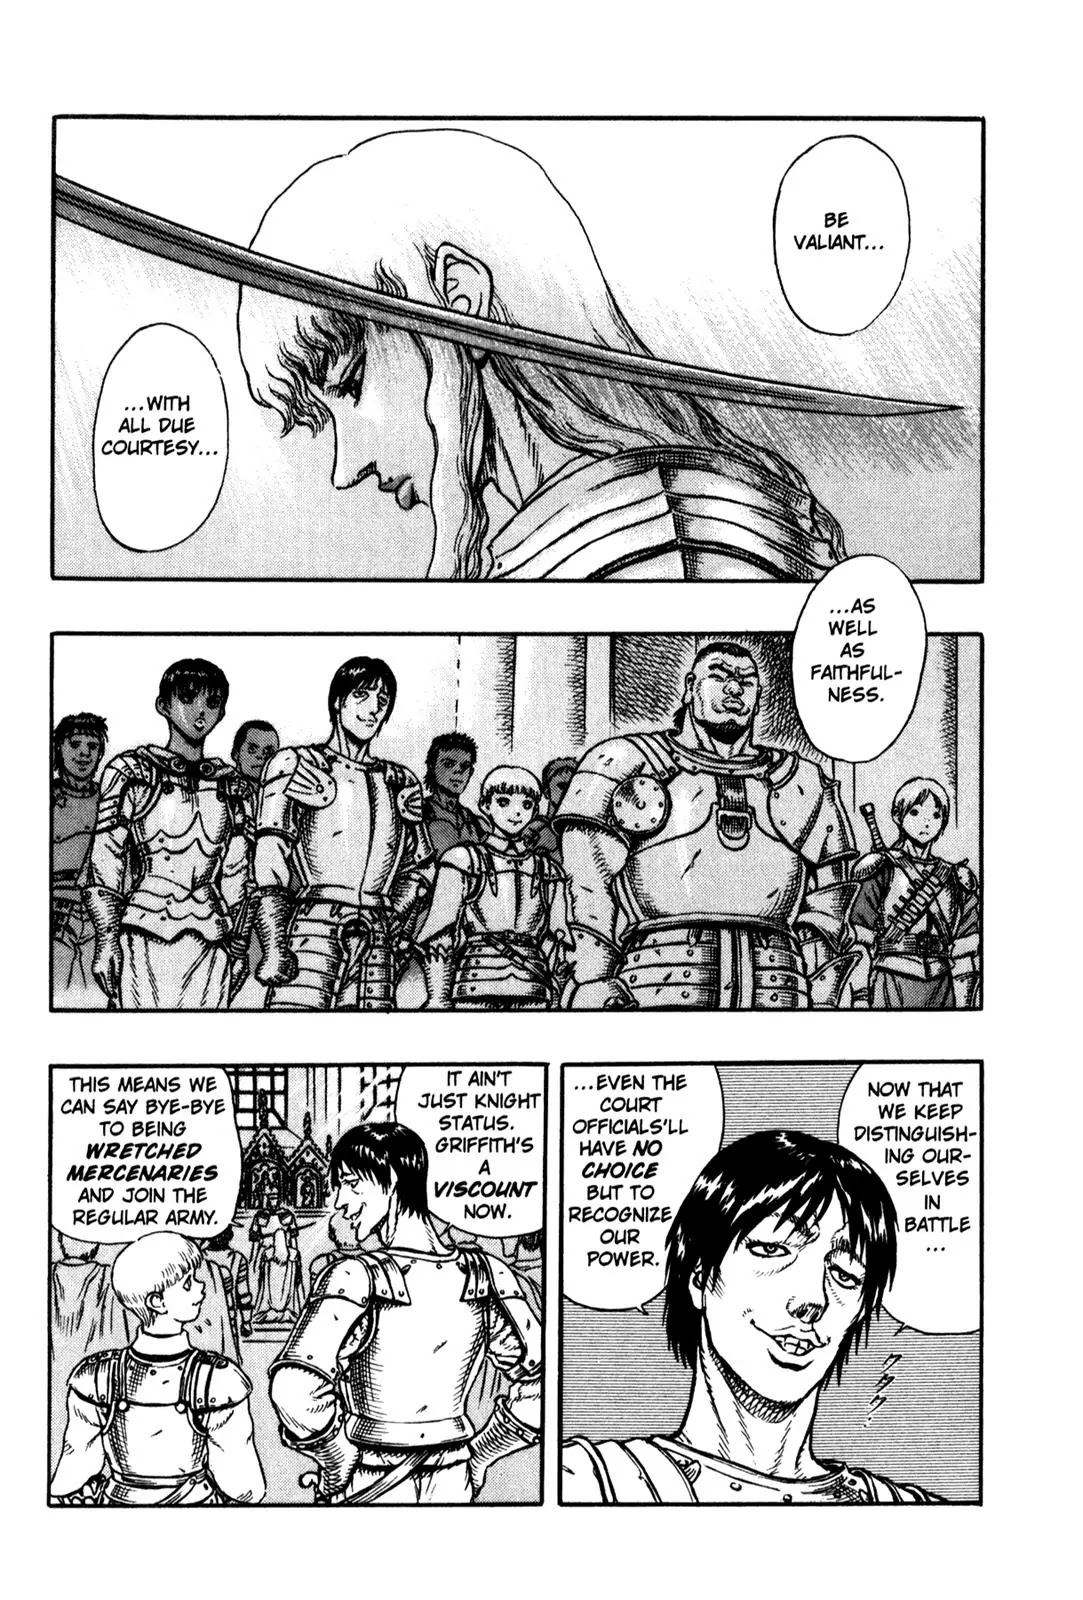 BE
VALIANT...
...WITH
ALL DUE
COURTESY...
...AS
WELL
AS
FAITHFUL-
NESS.
NOW THAT
WE KEEP
DISTINGUISH-
ING OUR-
SELVES
IN
BATTLE
...
...EVEN THE
COURT
OFFICIALS'LL
HAVE NO
CHOICE
BUT TO
RECOGNIZE
OUR
POWER.
IT AIN'T
JUST KNIGHT
STATUS.
GRIFFITH'S
A
VISCOUNT
NOW.
THIS MEANS WE
CAN SAY BYE-BYE
TO BEING
WRETCHED
MERCENARIES
AND JOIN THE
REGULAR ARMY.